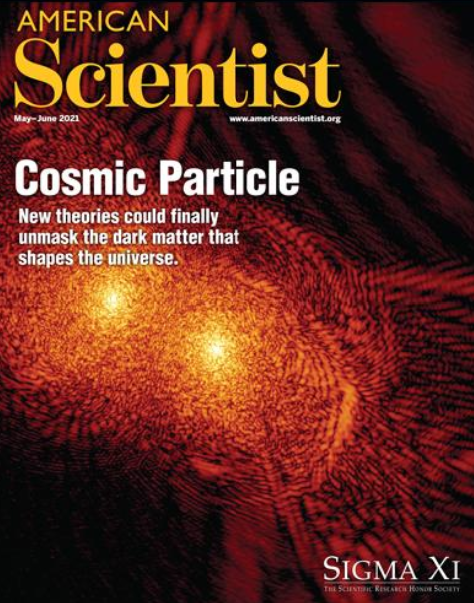 AMERICAN
Scientist
May–June 2021 www.americanscientist.org
Cosmic Particle
New theories could finally
unmask the dark matter that
shapes the universe.
SIGMA XI
THE SCIENTIFIC RESEARCH HONOR SOCIETY